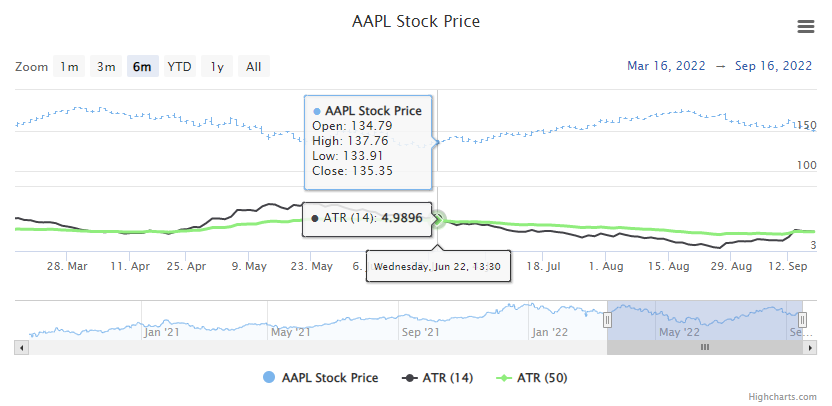 AAPL Stock Price
Zoom 1m 3m 6m YTD 1y All
Mar 16, 2022 → Sep 16, 2022
AAPL Stock Price
Open: 134.79
High: 137.76
Low: 133.91
Close: 135.35
150
100
ATR (14): 4.9896
3
Wednesday, Jun 22, 13:30
28. Mar 11. Apr 25. Apr 9. May 23. May 6. 18. Jul 1. Aug 15. Aug 29. Aug 12. Sep
Jan '21 May '21 Sep '21 Jan '22 May '22 Se…
AAPL Stock Price ATR (14) ATR (50)
Highcharts.com